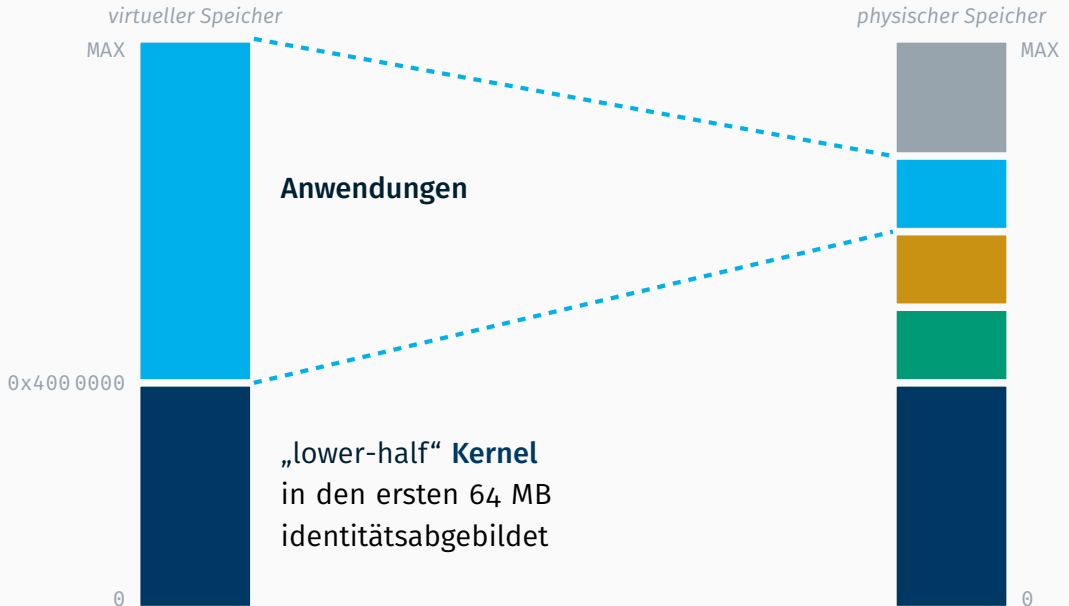 virtueller Speicher
physischer Speicher
MAX
MAX
Anwendungen
0x400 0000
„lower-half“ Kernel
in den ersten 64 MB
identitätsabgebildet
0
0